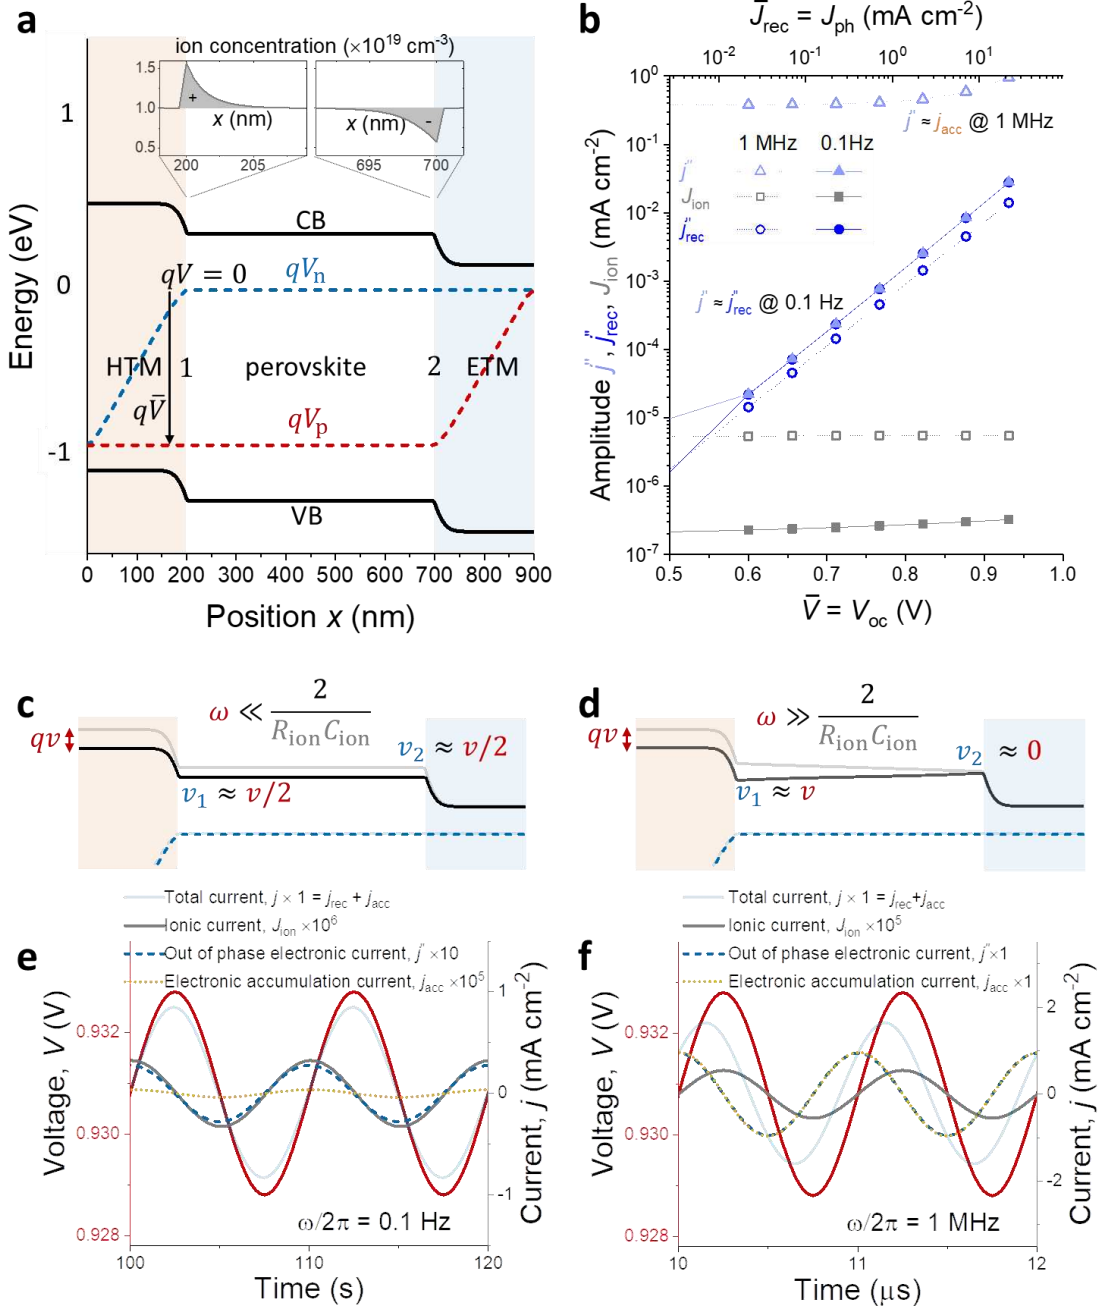 a
ion concentration (×10¹⁹ cm⁻³)
1.5
1.0
0.5
+
-
x (nm)
x (nm)
200
205
695
700
Energy (eV)
1
0
-1
CB
qV = 0
qVn
HTM
1
perovskite
2
ETM
qV̄
qVp
VB
0 100 200 300 400 500 600 700 800 900
Position x (nm)
b
J̄rec = Jph (mA cm⁻²)
10⁻² 10⁻¹ 10⁰ 10¹
Amplitude j'', j''rec, Jion (mA cm⁻²)
10⁰
10⁻¹
10⁻²
10⁻³
10⁻⁴
10⁻⁵
10⁻⁶
10⁻⁷
j'' ≈ jacc @ 1 MHz
1 MHz 0.1Hz
j''
Jion
j''rec
j'' ≈ j''rec @ 0.1 Hz
0.5 0.6 0.7 0.8 0.9 1.0
V̄ = Voc (V)
c
ω ≪ 2/(Rion Cion)
qv
v₂ ≈ v/2
v₁ ≈ v/2
d
ω ≫ 2/(Rion Cion)
qv
v₂ ≈ 0
v₁ ≈ v
Total current, j × 1 = jrec + jacc
Ionic current, Jion ×10⁶
Out of phase electronic current, j'' × 10
Electronic accumulation current, jacc ×10⁵
e
Voltage, V (V)
0.932
0.930
0.928
Current, j (mA cm⁻²)
1
0
-1
ω/2π = 0.1 Hz
100 110 120
Time (s)
Total current, j × 1 = jrec+jacc
Ionic current, Jion ×10⁵
Out of phase electronic current, j''×1
Electronic accumulation current, jacc ×1
f
Voltage, V (V)
0.932
0.930
0.928
Current, j (mA cm⁻²)
2
0
-2
ω/2π = 1 MHz
10 11 12
Time (μs)